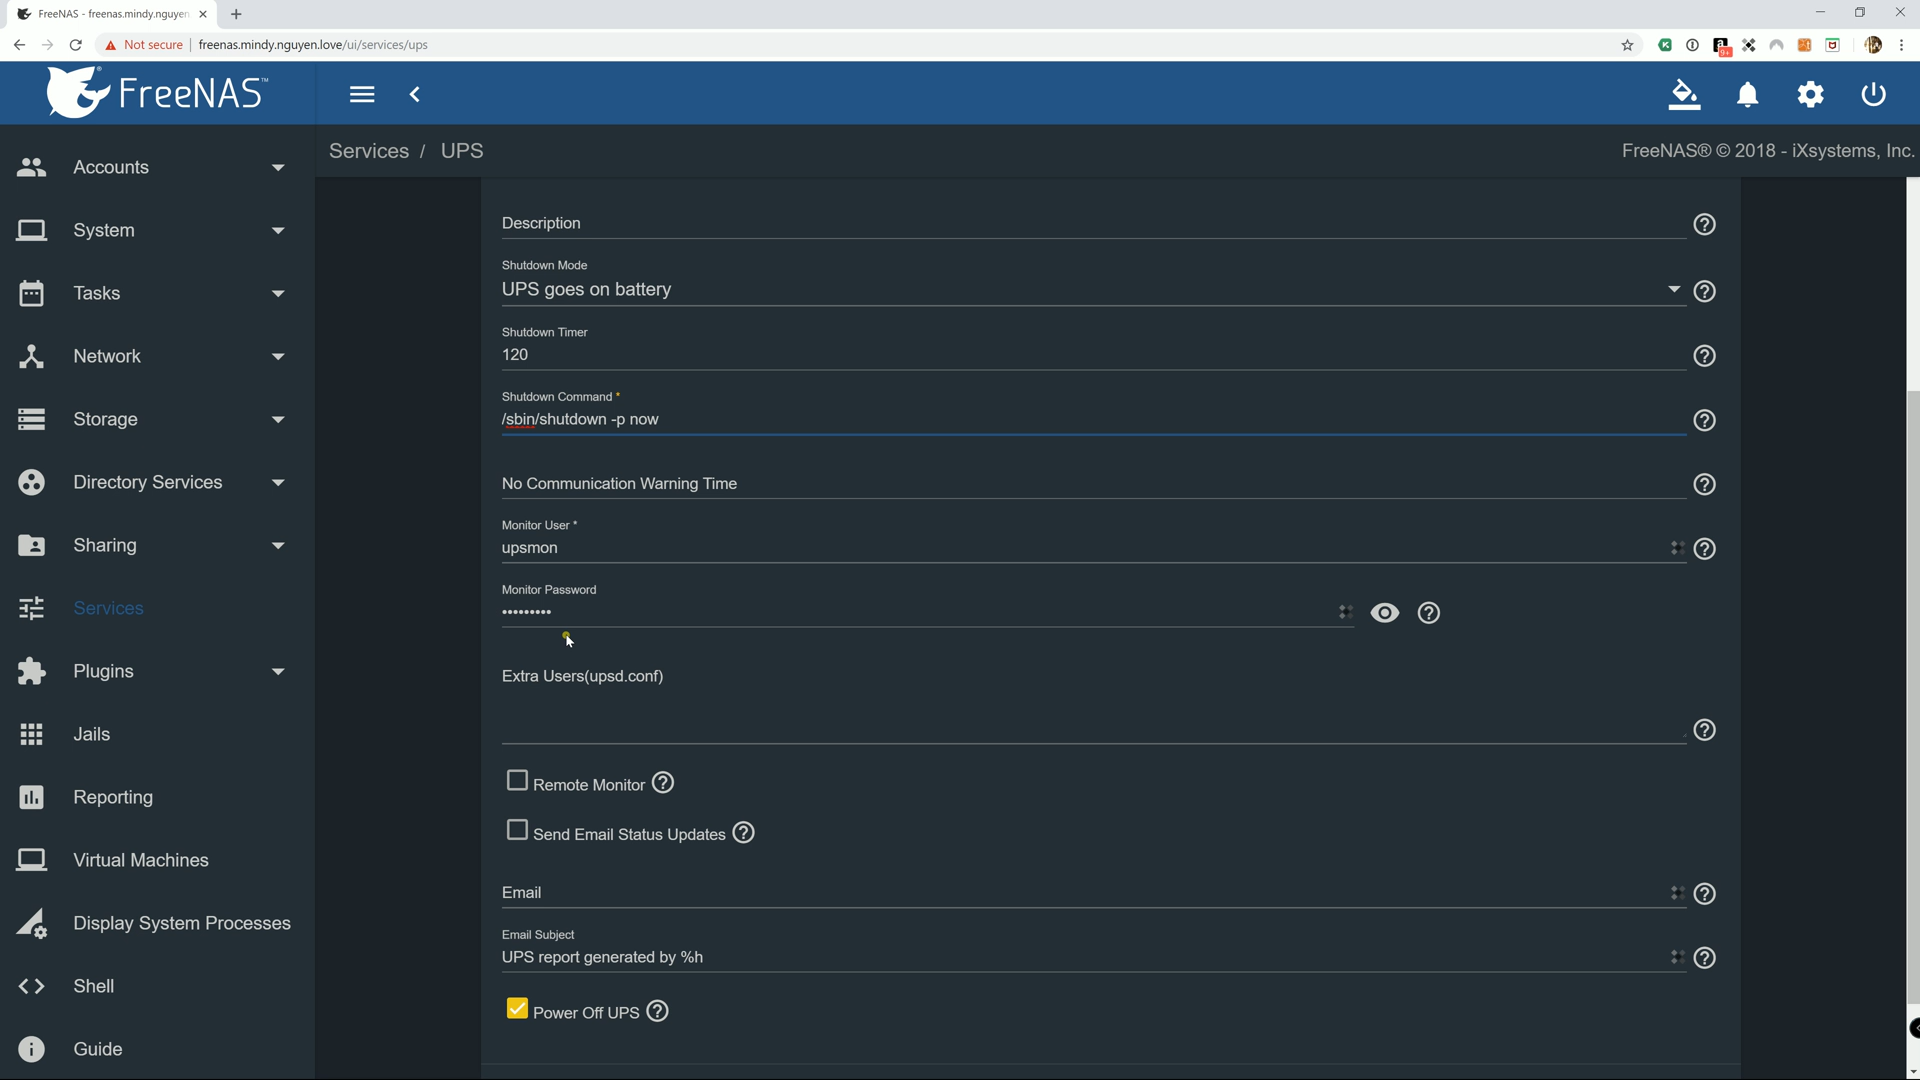 FreeNAS - freenas.mindy.nguyen
Not secure | freenas.mindy.nguyen.love/ui/services/ups
9+
FreeNAS™
Services / UPS
FreeNAS® © 2018 - iXsystems, Inc.
Accounts
System
Tasks
Network
Storage
Directory Services
Sharing
Services
Plugins
Jails
Reporting
Virtual Machines
Display System Processes
Shell
Guide
Description
Shutdown Mode
UPS goes on battery
Shutdown Timer
120
Shutdown Command *
/sbin/shutdown -p now
No Communication Warning Time
Monitor User *
upsmon
Monitor Password
•••••••••
Extra Users(upsd.conf)
Remote Monitor
Send Email Status Updates
Email
Email Subject
UPS report generated by %h
Power Off UPS